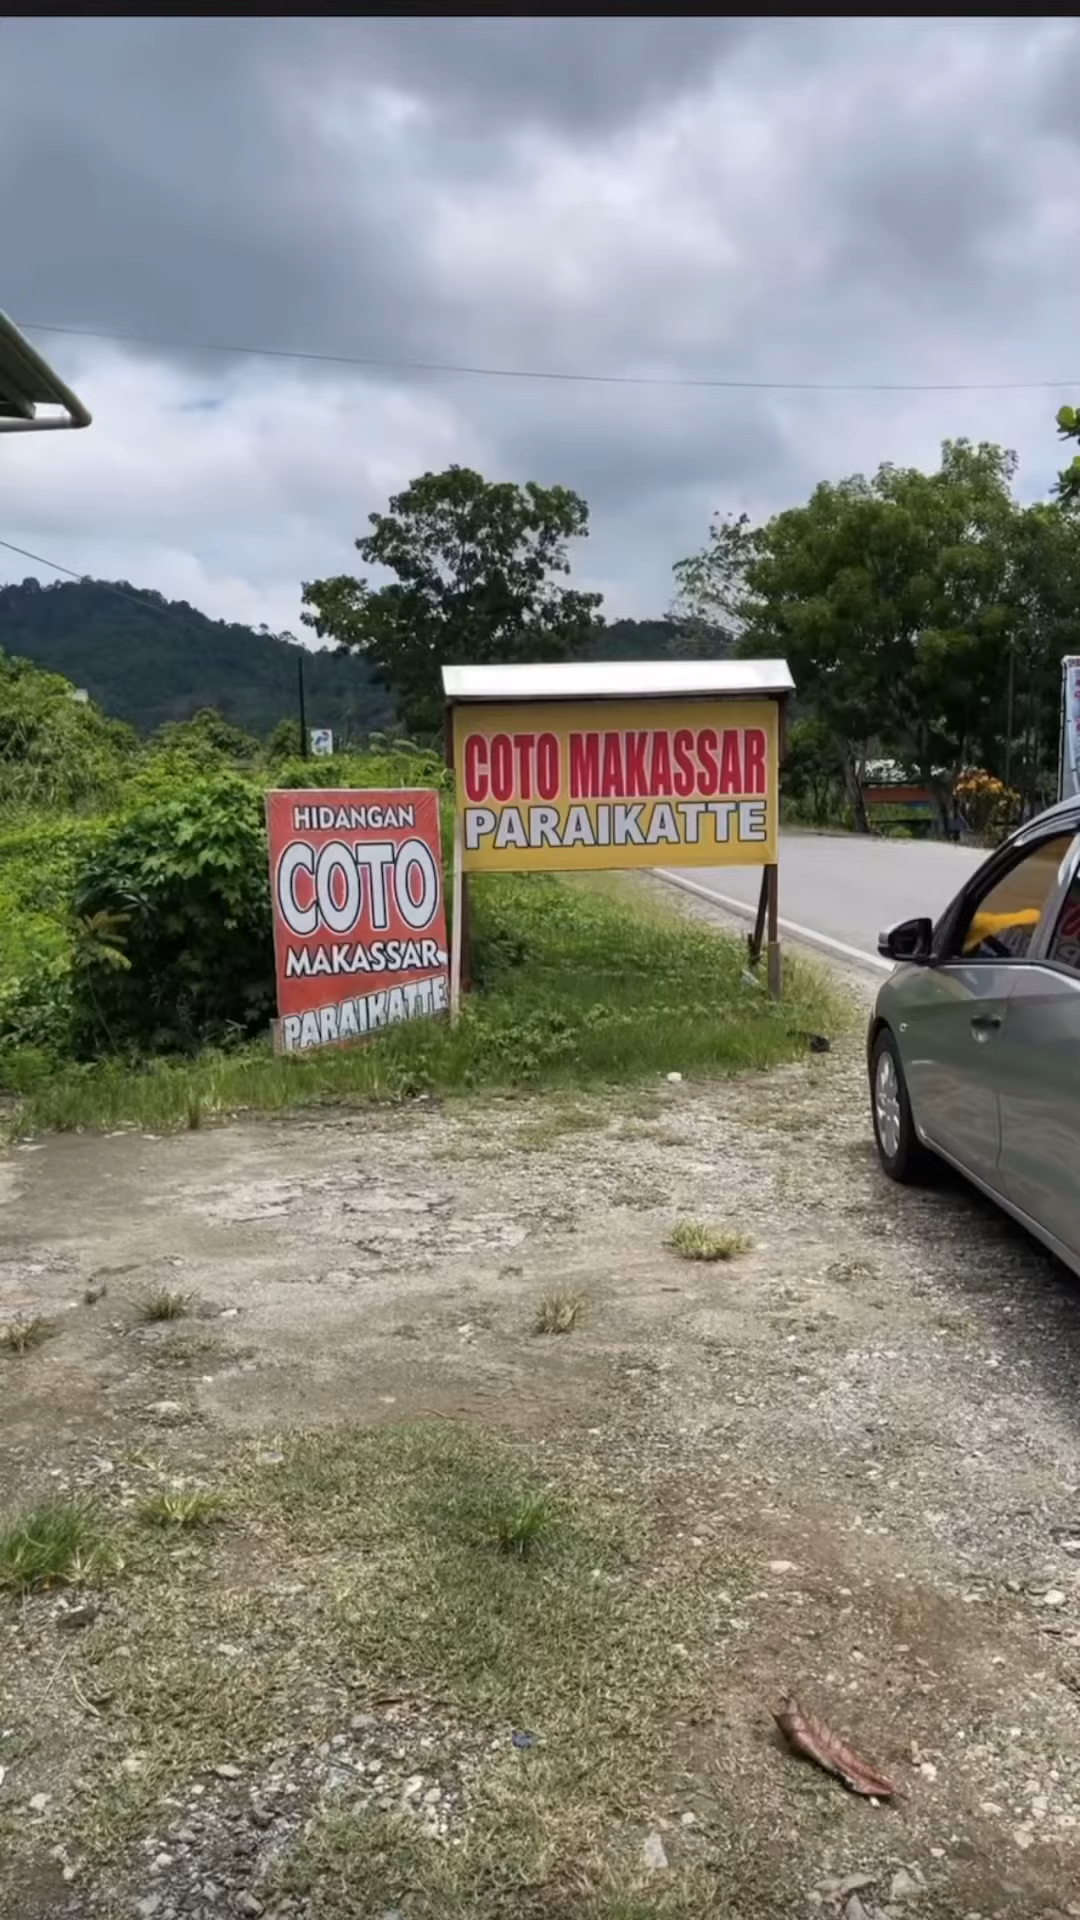 HIDANGAN
COTO
MAKASSAR
PARAIKATTE
COTO MAKASSAR
PARAIKATTE